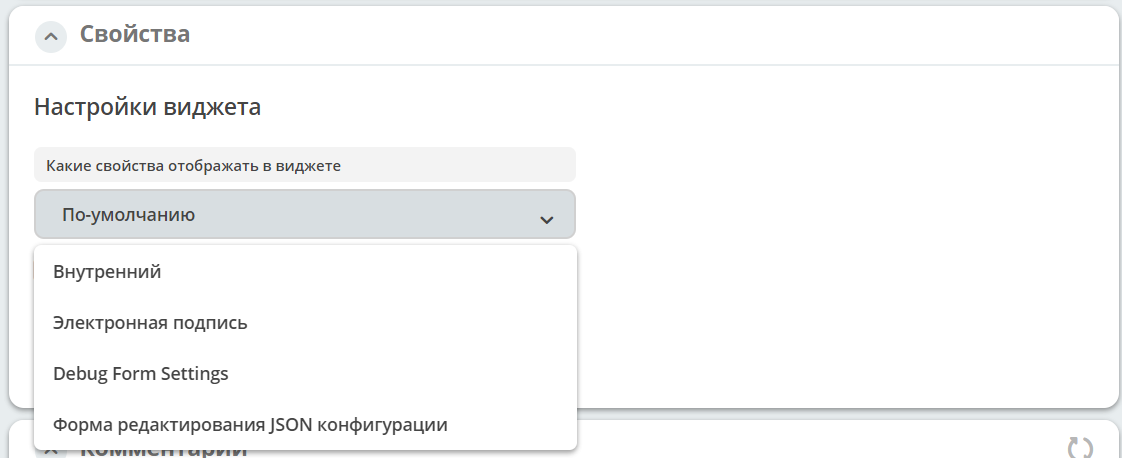 Свойства
Настройки виджета
Какие свойства отображать в виджете
По-умолчанию
Внутренний
Электронная подпись
Debug Form Settings
Форма редактирования JSON конфигурации
Комментарии